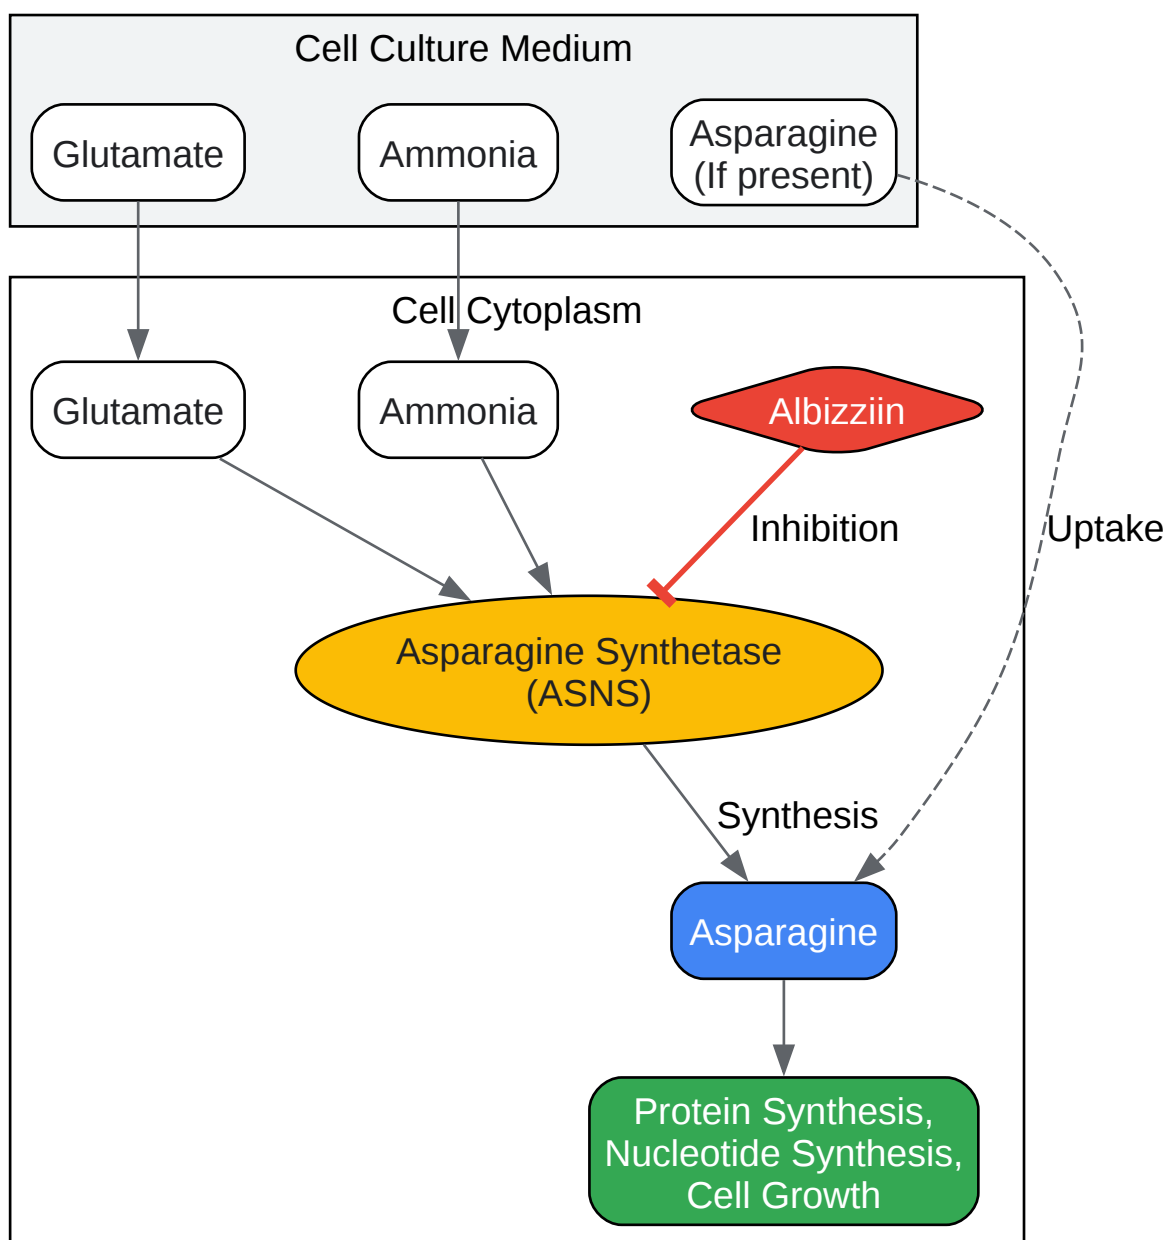 Cell Culture Medium
Glutamate
Ammonia
Asparagine
(If present)
Cell Cytoplasm
Glutamate
Ammonia
Albizziin
Inhibition
Uptake
Asparagine Synthetase
(ASNS)
Synthesis
Asparagine
Protein Synthesis,
Nucleotide Synthesis,
Cell Growth